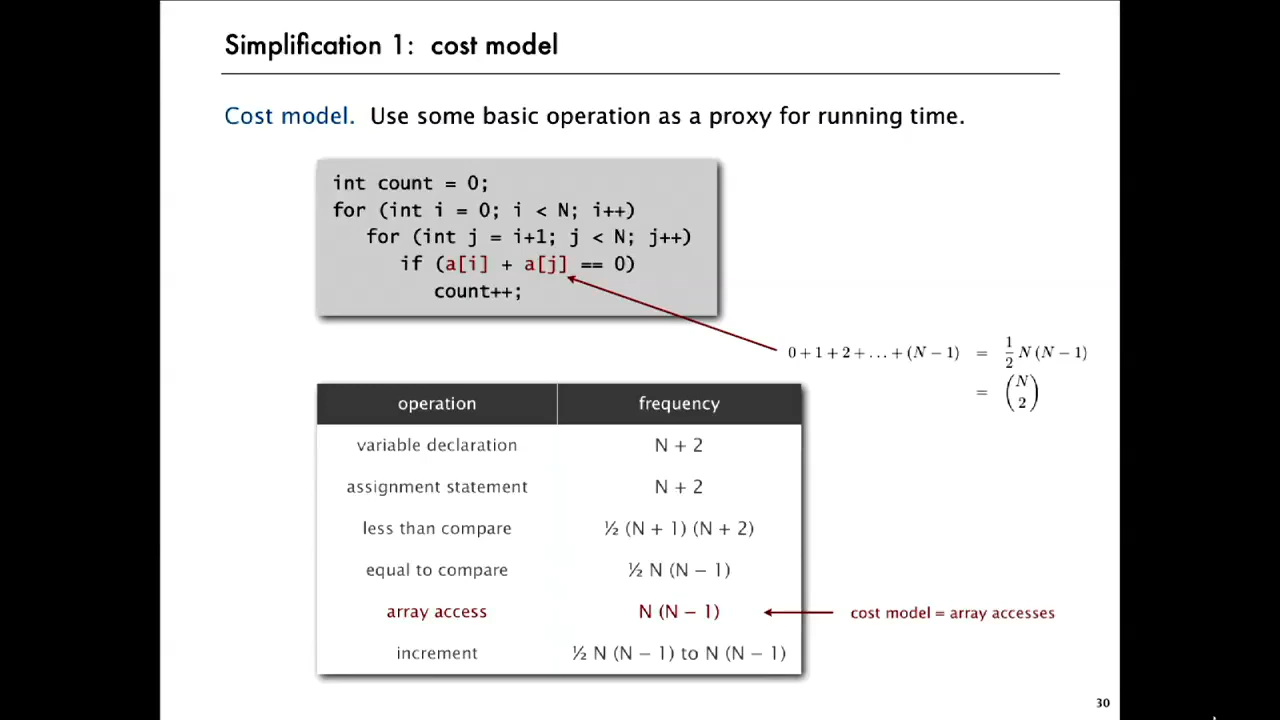 Simplification 1: cost model
Cost model. Use some basic operation as a proxy for running time.
int count = 0;
for (int i = 0; i < N; i++)
for (int j = i+1; j < N; j++)
if (a[i] + a[j] == 0)
count++;
0 + 1 + 2 + . . . + (N − 1) = 1/2 N (N − 1)
= (N 2)
operation frequency
variable declaration N + 2
assignment statement N + 2
less than compare ½ (N + 1) (N + 2)
equal to compare ½ N (N − 1)
array access N (N − 1)
cost model = array accesses
increment ½ N (N − 1) to N (N − 1)
30